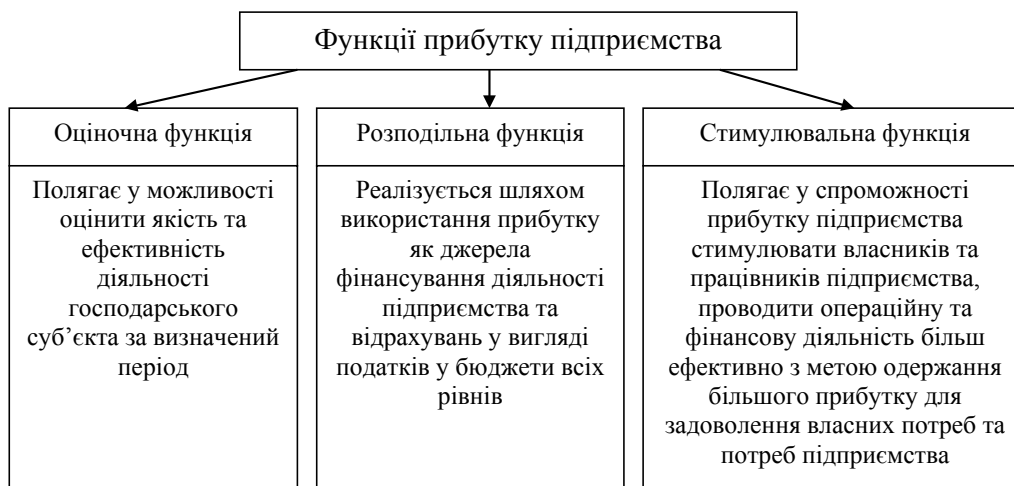 Функції прибутку підприємства
Оціночна функція
Полягає у можливості
оцінити якість та
ефективність
діяльності
господарського
суб’єкта за визначений
період
Розподільна функція
Реалізується шляхом
використання прибутку
як джерела
фінансування діяльності
підприємства та
відрахувань у вигляді
податків у бюджети всіх
рівнів
Стимулювальна функція
Полягає у спроможності
прибутку підприємства
стимулювати власників та
працівників підприємства,
проводити операційну та
фінансову діяльність більш
ефективно з метою одержання
більшого прибутку для
задоволення власних потреб та
потреб підприємства